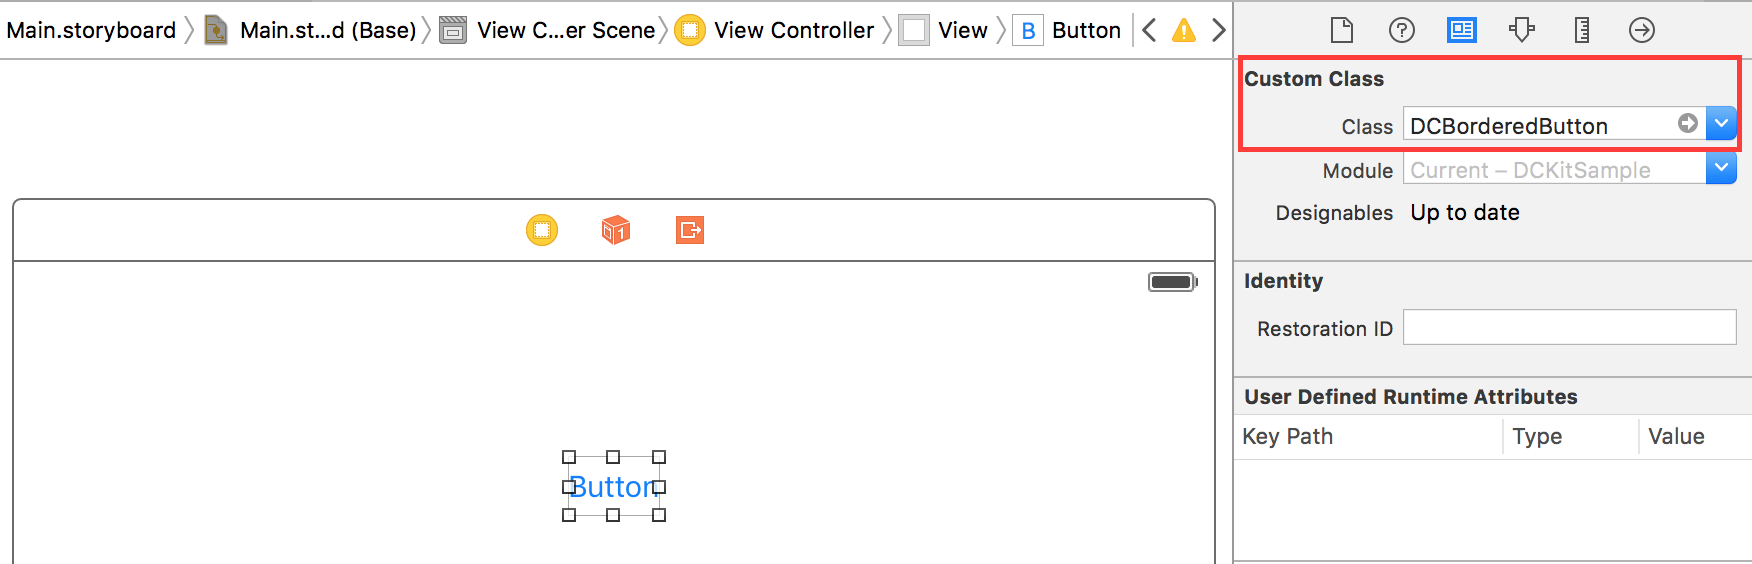 Main.storyboard Main.st...d (Base) View C...er Scene View Controller View B Button
Custom Class
Class DCBorderedButton
Module Current – DCKitSample
Designables Up to date
1
Identity
Restoration ID
User Defined Runtime Attributes
Key Path Type Value
Button